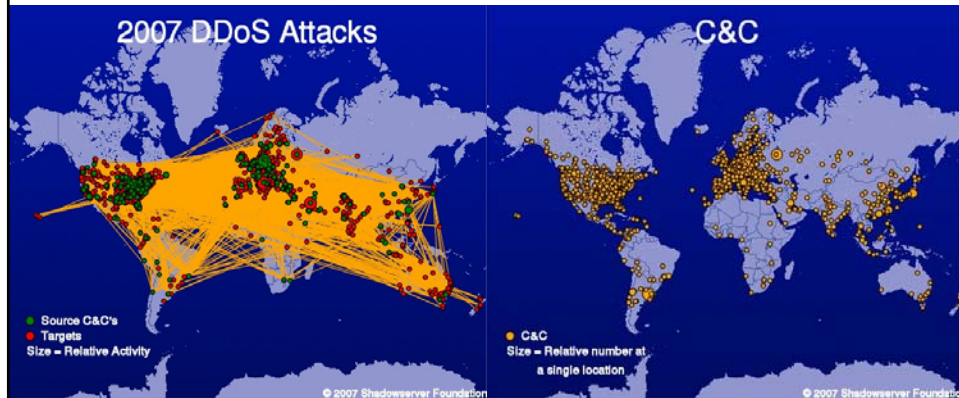 2007 DDoS Attacks
Source C&C's
Targets
Size = Relative Activity
© 2007 Shadowserver Foundation
C&C
C&C
Size = Relative number at
a single location
© 2007 Shadowserver Foundation